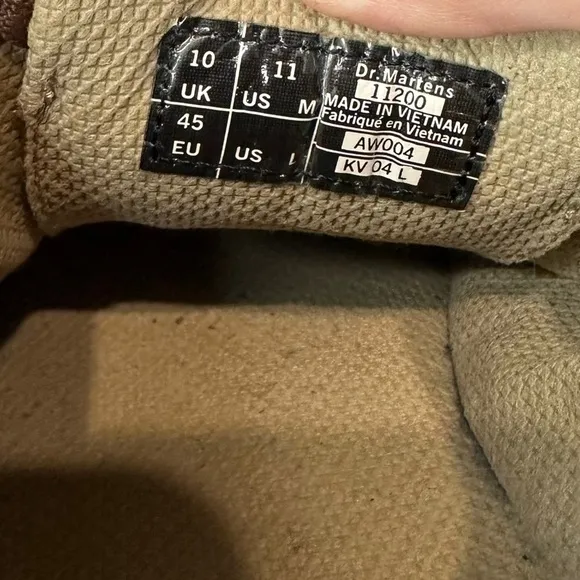 10 UK
11 US M
45 EU
US L
Dr. Martens
11200
MADE IN VIETNAM
Fabriqué en Vietnam
AW004
KV 04 L